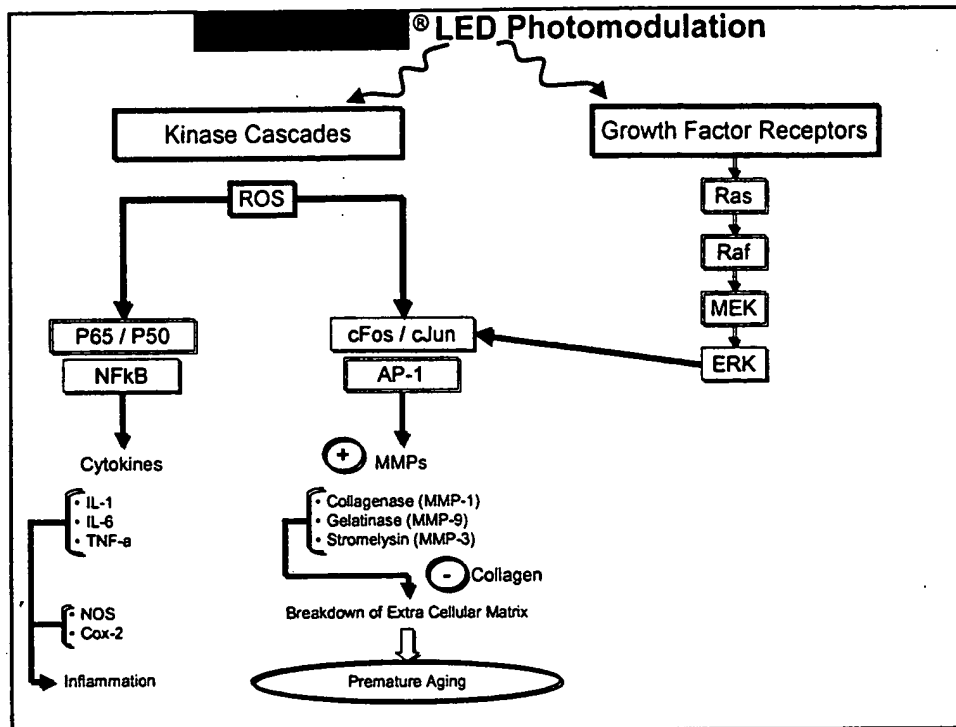 ® LED Photomodulation
Kinase Cascades
Growth Factor Receptors
ROS
Ras
Raf
MEK
ERK
P65 / P50
cFos / cJun
NFkB
AP-1
Cytokines
+ MMPs
· IL-1
· IL-6
· TNF-a
· Collagenase (MMP-1)
· Gelatinase (MMP-9)
· Stromelysin (MMP-3)
- Collagen
Breakdown of Extra Cellular Matrix
· NOS
· Cox-2
Inflammation
Premature Aging